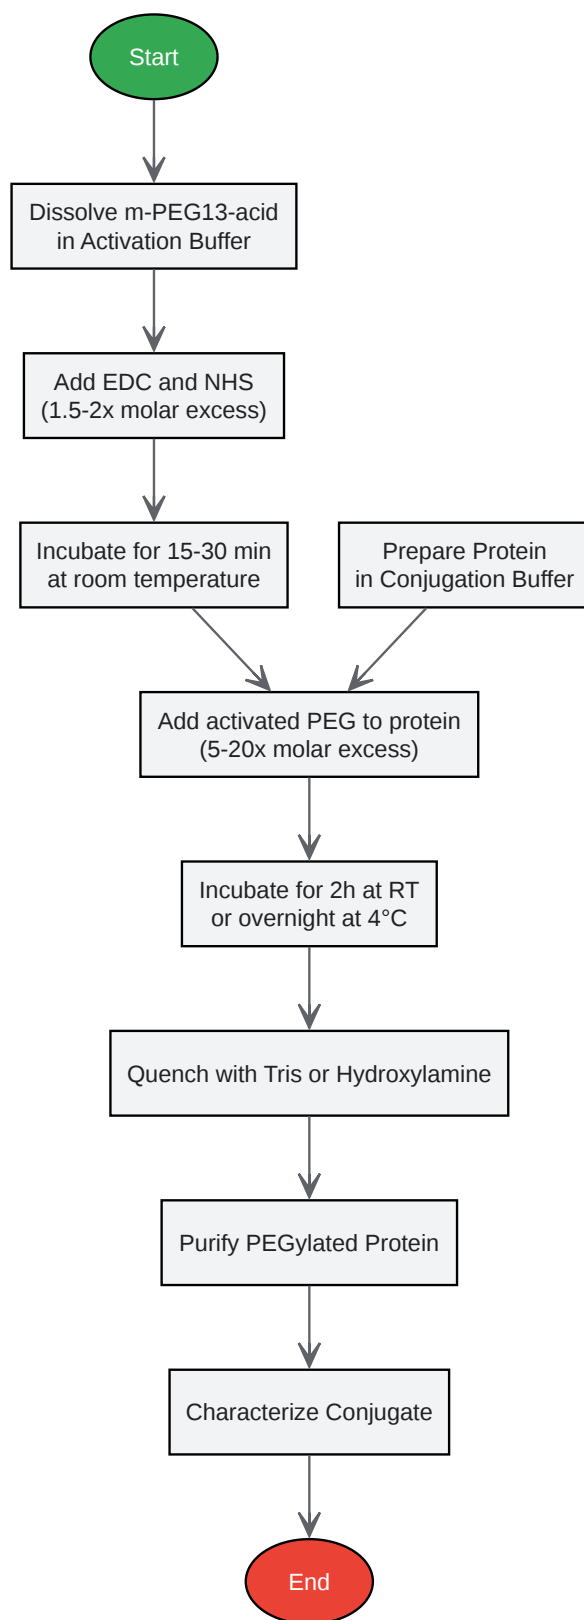 Start
Dissolve m-PEG13-acid
in Activation Buffer
Add EDC and NHS
(1.5-2x molar excess)
Incubate for 15-30 min
at room temperature
Prepare Protein
in Conjugation Buffer
Add activated PEG to protein
(5-20x molar excess)
Incubate for 2h at RT
or overnight at 4°C
Quench with Tris or Hydroxylamine
Purify PEGylated Protein
Characterize Conjugate
End